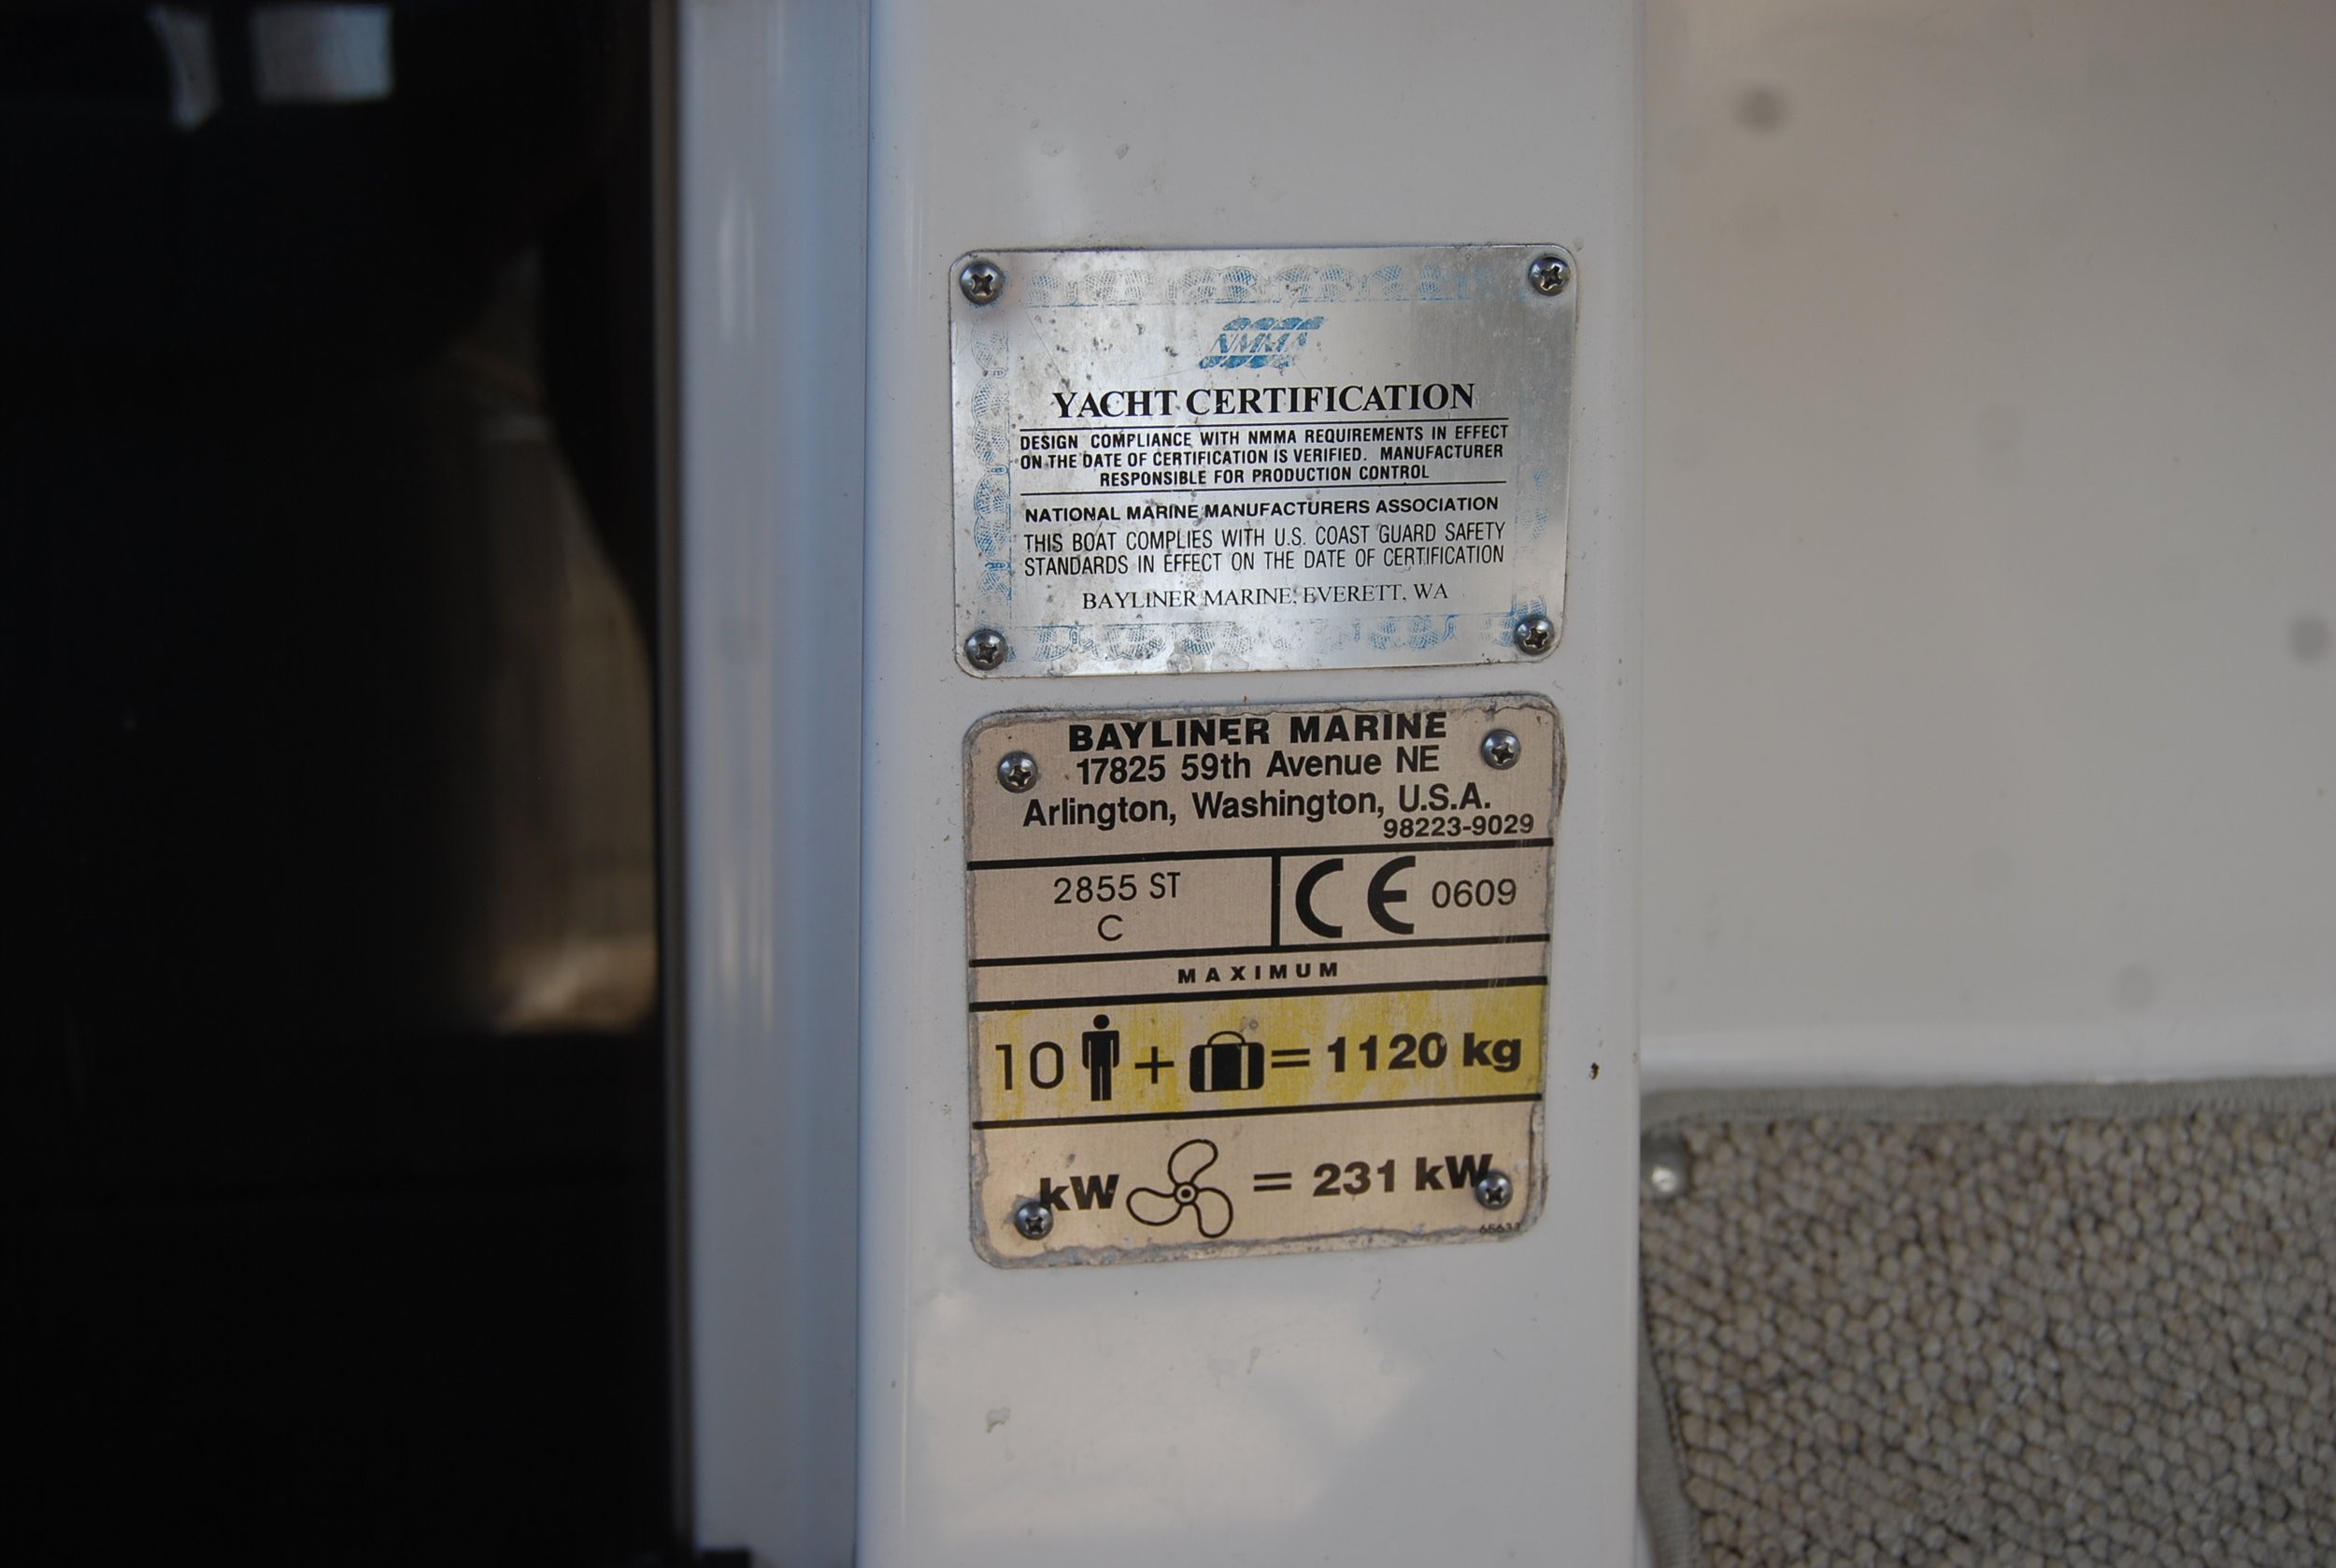 NMMA
YACHT CERTIFICATION
DESIGN COMPLIANCE WITH NMMA REQUIREMENTS IN EFFECT
ON THE DATE OF CERTIFICATION IS VERIFIED. MANUFACTURER
RESPONSIBLE FOR PRODUCTION CONTROL
NATIONAL MARINE MANUFACTURERS ASSOCIATION
THIS BOAT COMPLIES WITH U.S. COAST GUARD SAFETY
STANDARDS IN EFFECT ON THE DATE OF CERTIFICATION
BAYLINER MARINE, EVERETT, WA
BAYLINER MARINE
17825 59th Avenue NE
Arlington, Washington, U.S.A.
98223-9029
2855 ST
C
CE 0609
MAXIMUM
10 + = 1120 kg
kW = 231 kW